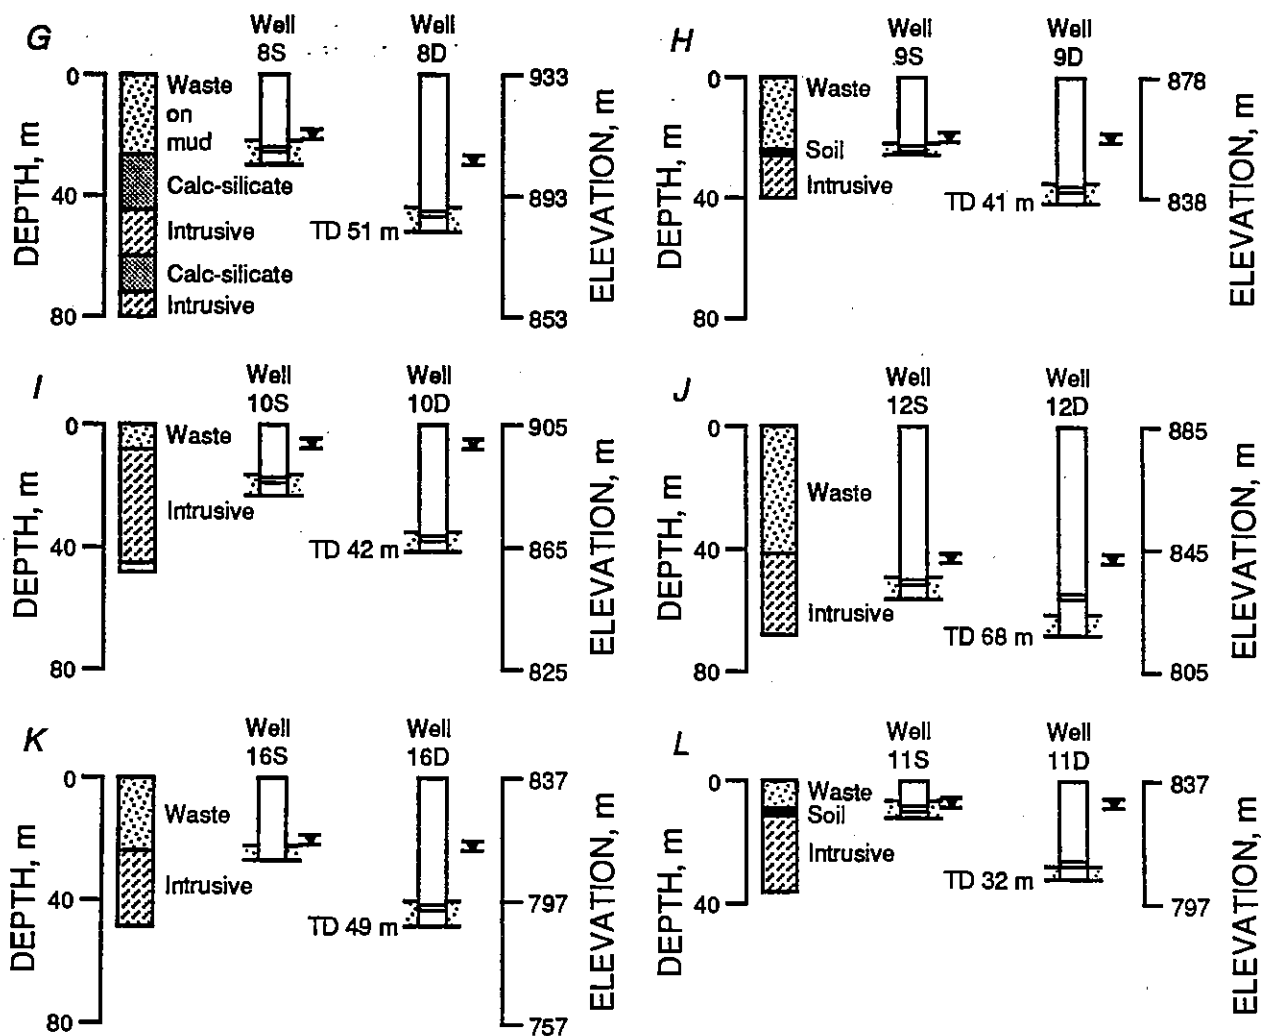 G
Well
8S
Well
8D
0
40
80
DEPTH, m
Waste
on
mud
Calc-silicate
Intrusive
Calc-silicate
Intrusive
TD 51 m
933
893
853
ELEVATION, m
H
Well
9S
Well
9D
0
40
80
DEPTH, m
Waste
Soil
Intrusive
TD 41 m
878
838
ELEVATION, m
I
Well
10S
Well
10D
0
40
80
DEPTH, m
Waste
Intrusive
TD 42 m
905
865
825
ELEVATION, m
J
Well
12S
Well
12D
0
40
80
DEPTH, m
Waste
Intrusive
TD 68 m
885
845
805
ELEVATION, m
K
Well
16S
Well
16D
0
40
80
DEPTH, m
Waste
Intrusive
TD 49 m
837
797
757
ELEVATION, m
L
Well
11S
Well
11D
0
40
DEPTH, m
Waste
Soil
Intrusive
TD 32 m
837
797
ELEVATION, m